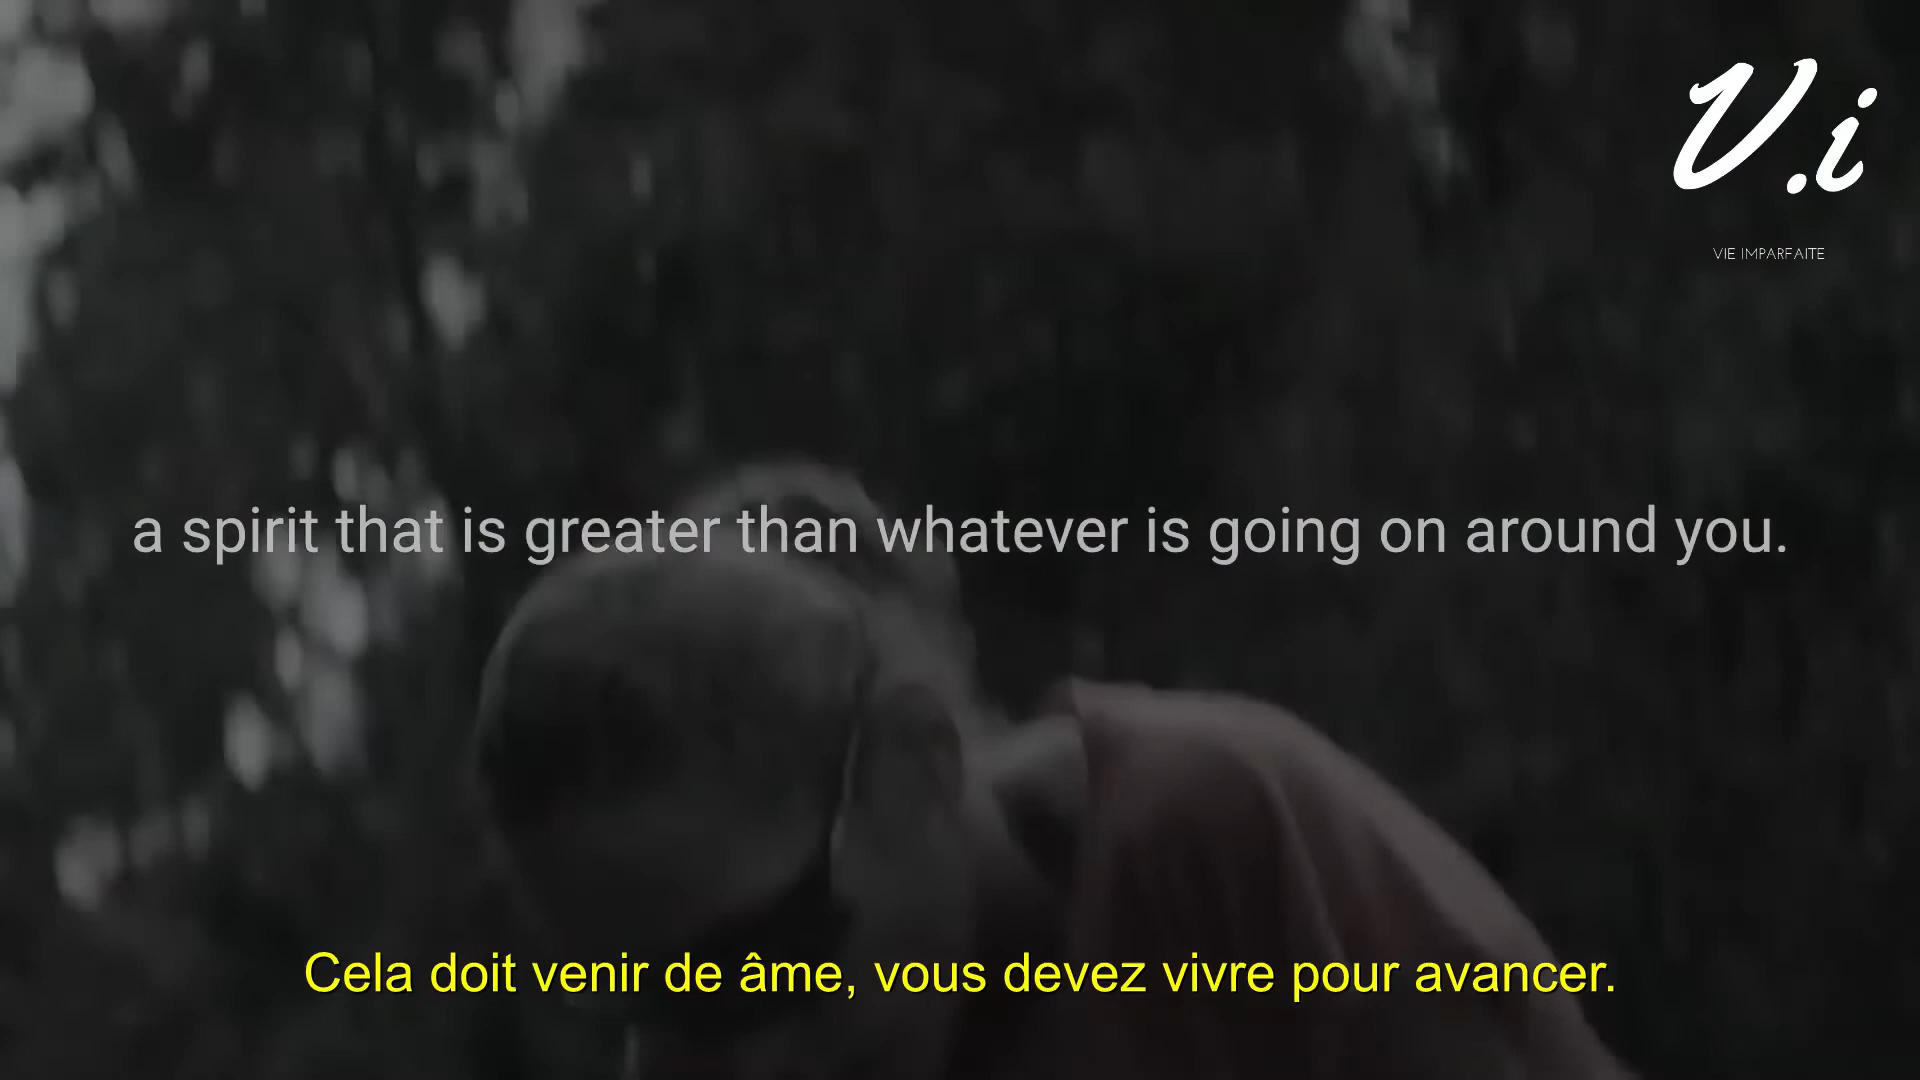 V.i
VIE IMPARFAITE
a spirit that is greater than whatever is going on around you.
Cela doit venir de âme, vous devez vivre pour avancer.